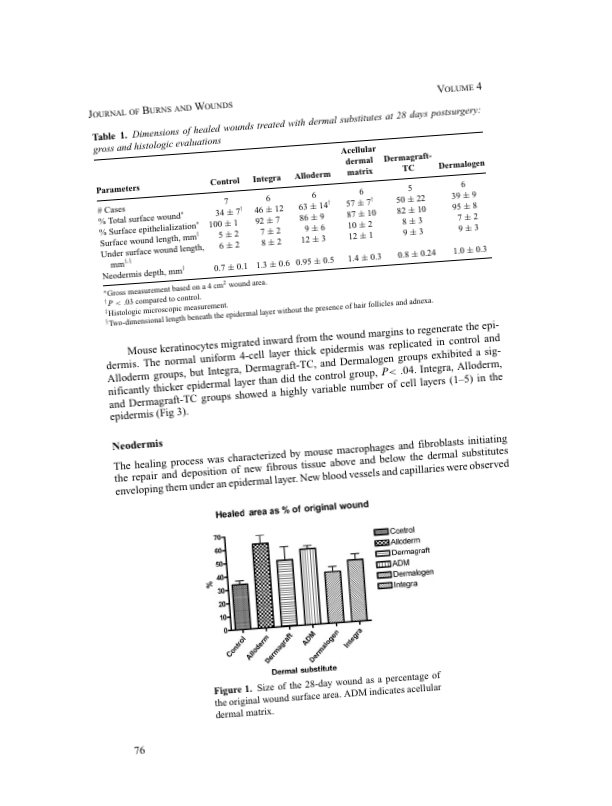 VOLUME 4
JOURNAL OF BURNS AND WOUNDS
Table 1. Dimensions of healed wounds treated with dermal substitutes at 28 days postsurgery:
gross and histologic evaluations
Acellular
dermal Dermagraft-
Parameters Control Integra Alloderm matrix TC Dermalogen
# Cases 7 6 6 6 5 6
% Total surface wound* 34 ± 7† 46 ± 12 63 ± 14† 57 ± 7† 50 ± 22 39 ± 9
% Surface epithelialization* 100 ± 1 92 ± 7 86 ± 9 87 ± 10 82 ± 10 95 ± 8
Surface wound length, mm‡ 5 ± 2 7 ± 2 9 ± 6 10 ± 2 8 ± 3 7 ± 2
Under surface wound length, 6 ± 2 8 ± 2 12 ± 3 12 ± 1 9 ± 3 9 ± 3
mm‡,§
Neodermis depth, mm‡ 0.7 ± 0.1 1.3 ± 0.6 0.95 ± 0.5 1.4 ± 0.3 0.8 ± 0.24 1.0 ± 0.3
*Gross measurement based on a 4 cm² wound area.
†P < .03 compared to control.
‡Histologic microscopic measurement.
§Two-dimensional length beneath the epidermal layer without the presence of hair follicles and adnexa.
Mouse keratinocytes migrated inward from the wound margins to regenerate the epi-
dermis. The normal uniform 4-cell layer thick epidermis was replicated in control and
Alloderm groups, but Integra, Dermagraft-TC, and Dermalogen groups exhibited a sig-
nificantly thicker epidermal layer than did the control group, P < .04. Integra, Alloderm,
and Dermagraft-TC groups showed a highly variable number of cell layers (1–5) in the
epidermis (Fig 3).
Neodermis
The healing process was characterized by mouse macrophages and fibroblasts initiating
the repair and deposition of new fibrous tissue above and below the dermal substitutes
enveloping them under an epidermal layer. New blood vessels and capillaries were observed
Healed area as % of original wound
70
60
50
40
30
20
10
0
%
Control
Alloderm
Dermagraft
ADM
Dermalogen
Integra
Control
Alloderm
Dermagraft
ADM
Dermalogen
Integra
Dermal substitute
Figure 1. Size of the 28-day wound as a percentage of
the original wound surface area. ADM indicates acellular
dermal matrix.
76